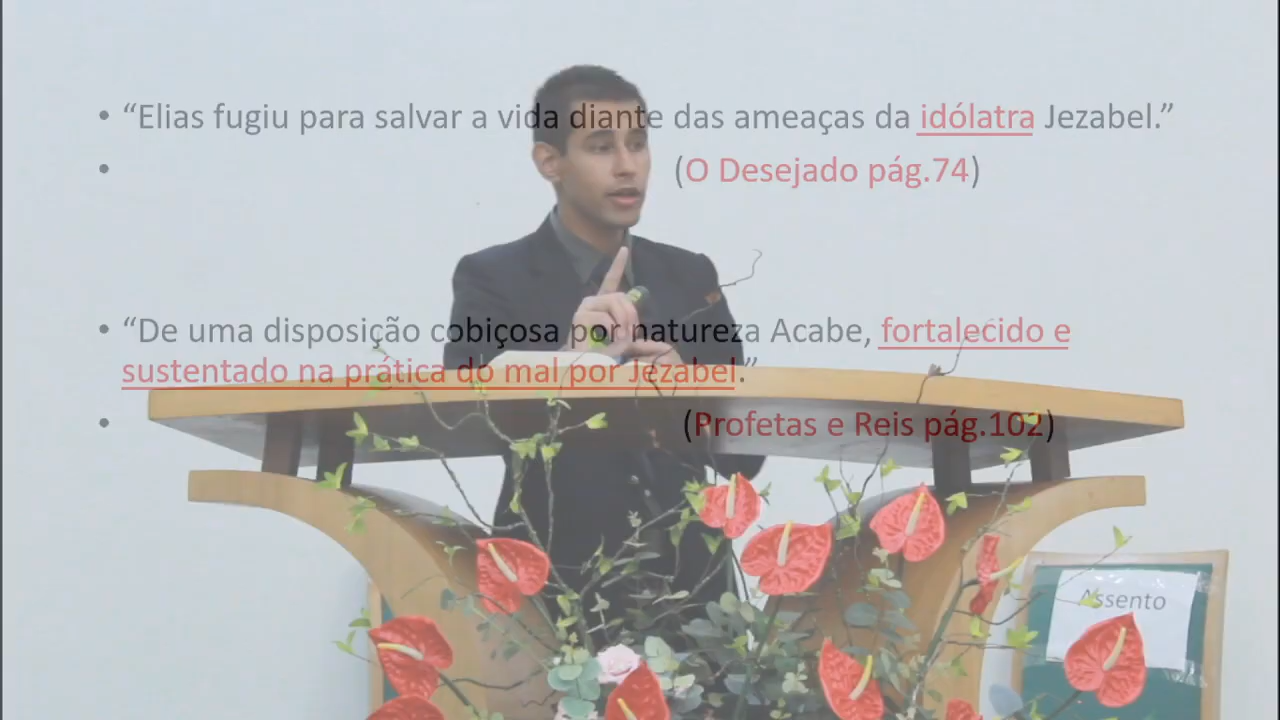 • “Elias fugiu para salvar a vida diante das ameaças da idólatra Jezabel.”
• (O Desejado pág.74)
• “De uma disposição cobiçosa por natureza Acabe, fortalecido e
sustentado na prática do mal por Jezabel.”
• (Profetas e Reis pág.102)
Assento